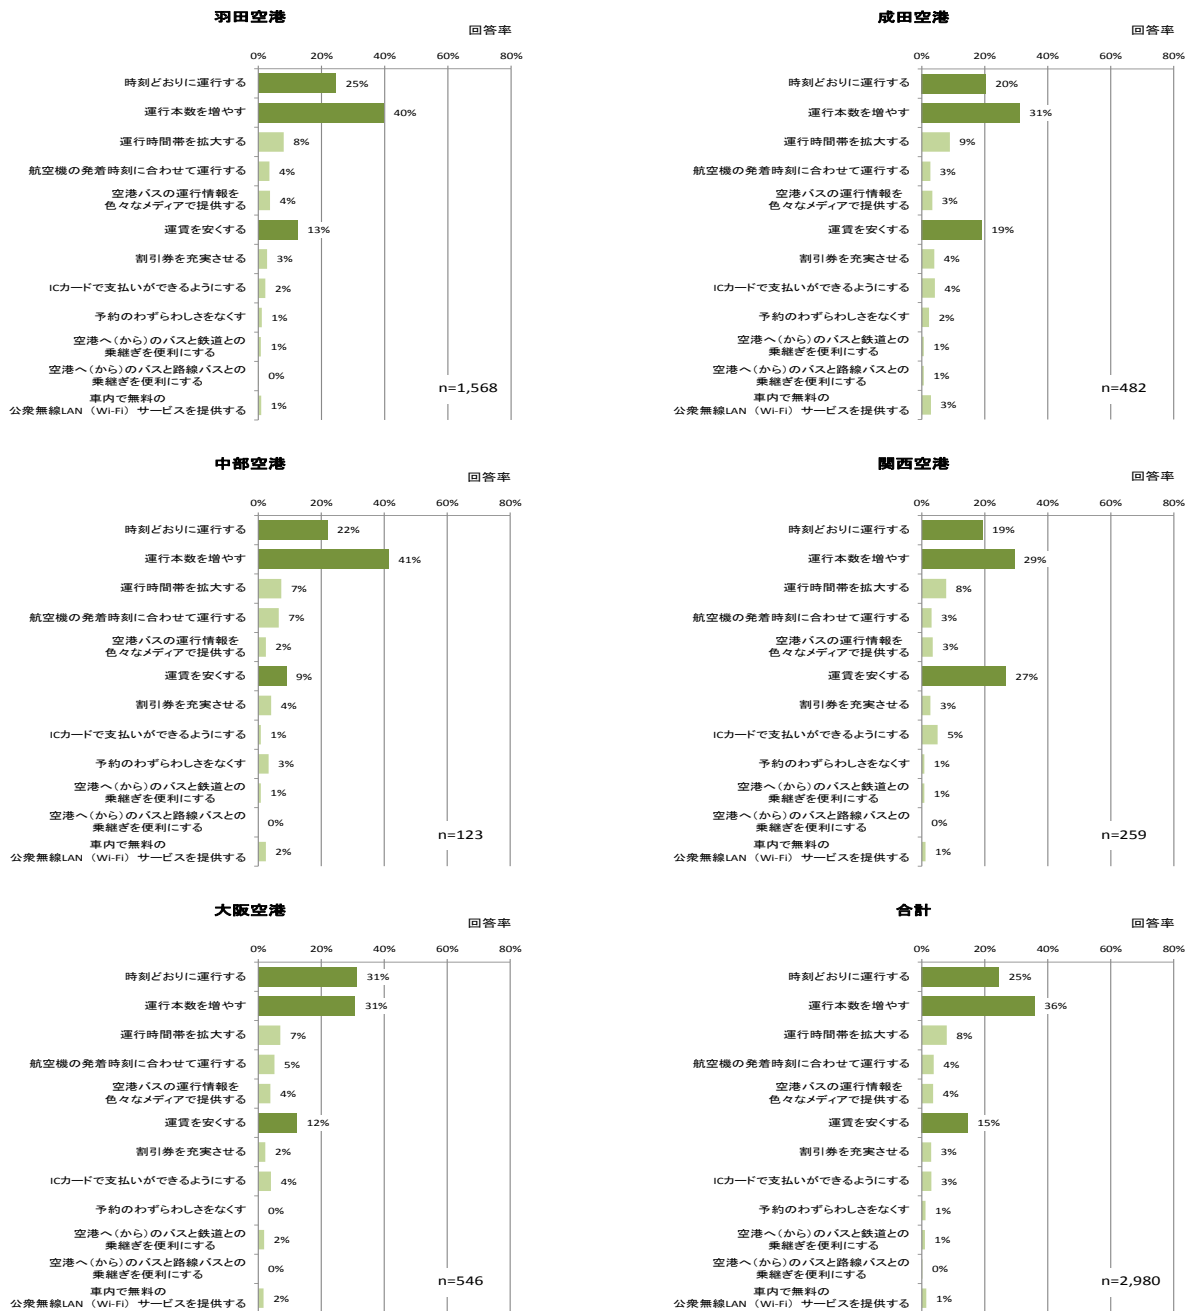 羽田空港
回答率
0% 20% 40% 60% 80%
時刻どおりに運行する 25%
運行本数を増やす 40%
運行時間帯を拡大する 8%
航空機の発着時刻に合わせて運行する 4%
空港バスの運行情報を
色々なメディアで提供する 4%
運賃を安くする 13%
割引券を充実させる 3%
ICカードで支払いができるようにする 2%
予約のわずらわしさをなくす 1%
空港へ(から)のバスと鉄道との
乗継ぎを便利にする 1%
空港へ(から)のバスと路線バスとの
乗継ぎを便利にする 0%
車内で無料の
公衆無線LAN（Wi-Fi）サービスを提供する 1%
n=1,568
成田空港
回答率
0% 20% 40% 60% 80%
時刻どおりに運行する 20%
運行本数を増やす 31%
運行時間帯を拡大する 9%
航空機の発着時刻に合わせて運行する 3%
空港バスの運行情報を
色々なメディアで提供する 3%
運賃を安くする 19%
割引券を充実させる 4%
ICカードで支払いができるようにする 4%
予約のわずらわしさをなくす 2%
空港へ(から)のバスと鉄道との
乗継ぎを便利にする 1%
空港へ(から)のバスと路線バスとの
乗継ぎを便利にする 1%
車内で無料の
公衆無線LAN（Wi-Fi）サービスを提供する 3%
n=482
中部空港
回答率
0% 20% 40% 60% 80%
時刻どおりに運行する 22%
運行本数を増やす 41%
運行時間帯を拡大する 7%
航空機の発着時刻に合わせて運行する 7%
空港バスの運行情報を
色々なメディアで提供する 2%
運賃を安くする 9%
割引券を充実させる 4%
ICカードで支払いができるようにする 1%
予約のわずらわしさをなくす 3%
空港へ(から)のバスと鉄道との
乗継ぎを便利にする 1%
空港へ(から)のバスと路線バスとの
乗継ぎを便利にする 0%
車内で無料の
公衆無線LAN（Wi-Fi）サービスを提供する 2%
n=123
関西空港
回答率
0% 20% 40% 60% 80%
時刻どおりに運行する 19%
運行本数を増やす 29%
運行時間帯を拡大する 8%
航空機の発着時刻に合わせて運行する 3%
空港バスの運行情報を
色々なメディアで提供する 3%
運賃を安くする 27%
割引券を充実させる 3%
ICカードで支払いができるようにする 5%
予約のわずらわしさをなくす 1%
空港へ(から)のバスと鉄道との
乗継ぎを便利にする 1%
空港へ(から)のバスと路線バスとの
乗継ぎを便利にする 0%
車内で無料の
公衆無線LAN（Wi-Fi）サービスを提供する 1%
n=259
大阪空港
回答率
0% 20% 40% 60% 80%
時刻どおりに運行する 31%
運行本数を増やす 31%
運行時間帯を拡大する 7%
航空機の発着時刻に合わせて運行する 5%
空港バスの運行情報を
色々なメディアで提供する 4%
運賃を安くする 12%
割引券を充実させる 2%
ICカードで支払いができるようにする 4%
予約のわずらわしさをなくす 0%
空港へ(から)のバスと鉄道との
乗継ぎを便利にする 2%
空港へ(から)のバスと路線バスとの
乗継ぎを便利にする 0%
車内で無料の
公衆無線LAN（Wi-Fi）サービスを提供する 2%
n=546
合計
回答率
0% 20% 40% 60% 80%
時刻どおりに運行する 25%
運行本数を増やす 36%
運行時間帯を拡大する 8%
航空機の発着時刻に合わせて運行する 4%
空港バスの運行情報を
色々なメディアで提供する 4%
運賃を安くする 15%
割引券を充実させる 3%
ICカードで支払いができるようにする 3%
予約のわずらわしさをなくす 1%
空港へ(から)のバスと鉄道との
乗継ぎを便利にする 1%
空港へ(から)のバスと路線バスとの
乗継ぎを便利にする 0%
車内で無料の
公衆無線LAN（Wi-Fi）サービスを提供する 1%
n=2,980